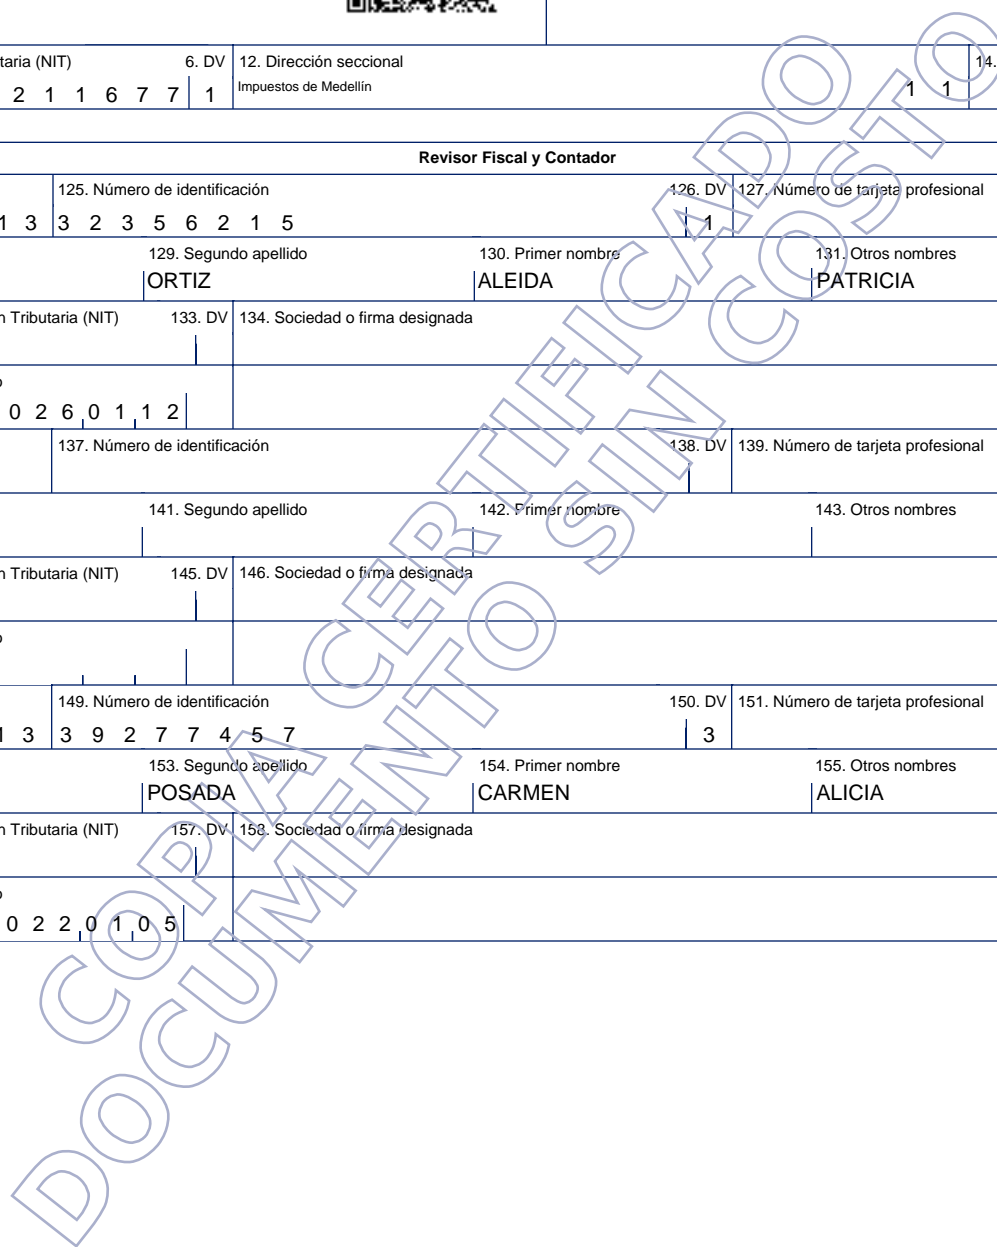 taria (NIT) 6. DV 12. Dirección seccional 14.
2 1 1 6 7 7 1 Impuestos de Medellín 1 1
Revisor Fiscal y Contador
125. Número de identificación 126. DV 127. Número de tarjeta profesional
1 3 3 2 3 5 6 2 1 5 1
129. Segundo apellido 130. Primer nombre 131. Otros nombres
ORTIZ ALEIDA PATRICIA
n Tributaria (NIT) 133. DV 134. Sociedad o firma designada
o
0 2 6 0 1 1 2
137. Número de identificación 138. DV 139. Número de tarjeta profesional
141. Segundo apellido 142. Primer nombre 143. Otros nombres
n Tributaria (NIT) 145. DV 146. Sociedad o firma designada
o
149. Número de identificación 150. DV 151. Número de tarjeta profesional
1 3 3 9 2 7 7 4 5 7 3
153. Segundo apellido 154. Primer nombre 155. Otros nombres
POSADA CARMEN ALICIA
n Tributaria (NIT) 157. DV 158. Sociedad o firma designada
o
0 2 2 0 1 0 5
COPIA CERTIFICADO
DOCUMENTO SIN COSTO